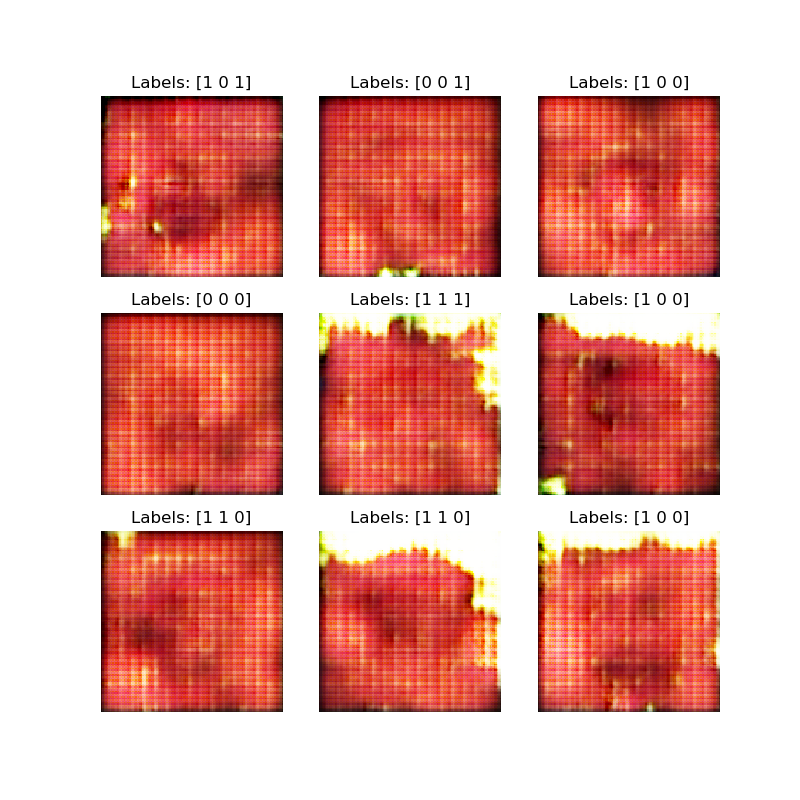 Labels: [1 0 1]
Labels: [0 0 1]
Labels: [1 0 0]
Labels: [0 0 0]
Labels: [1 1 1]
Labels: [1 0 0]
Labels: [1 1 0]
Labels: [1 1 0]
Labels: [1 0 0]